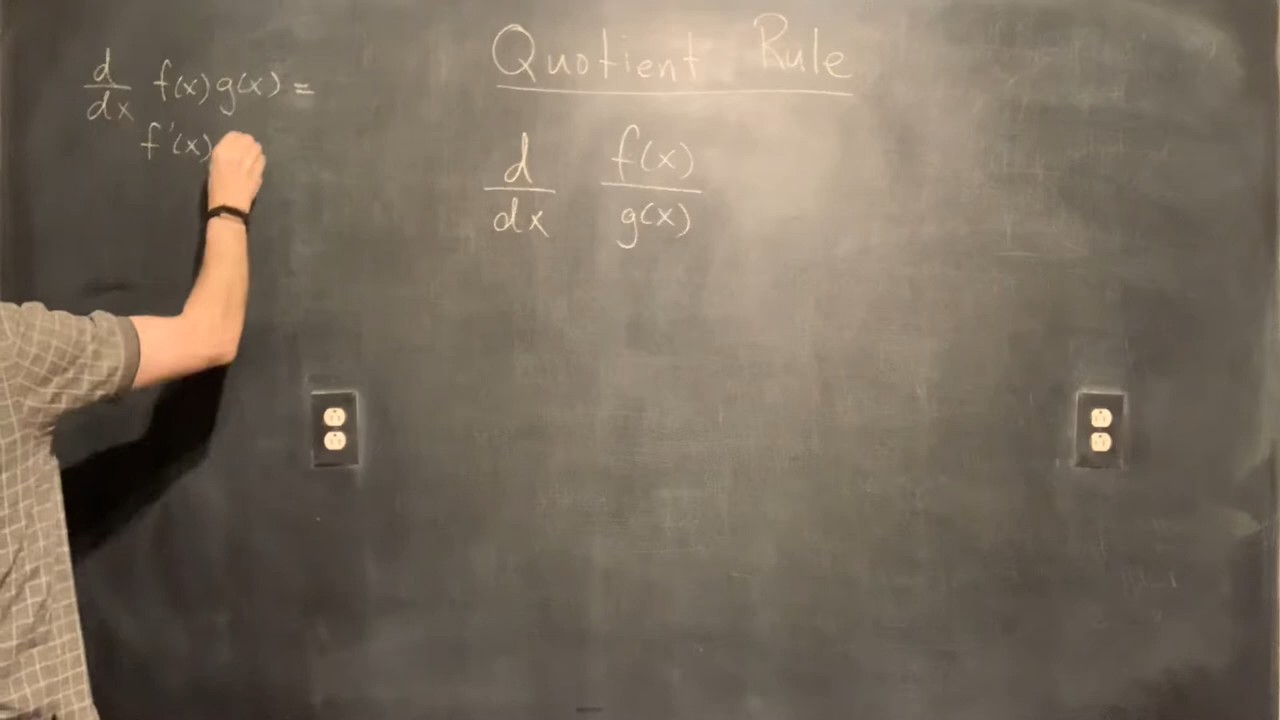 Quotient Rule
d/dx f(x) g(x) =
f'(x)
d/dx f(x)/g(x)